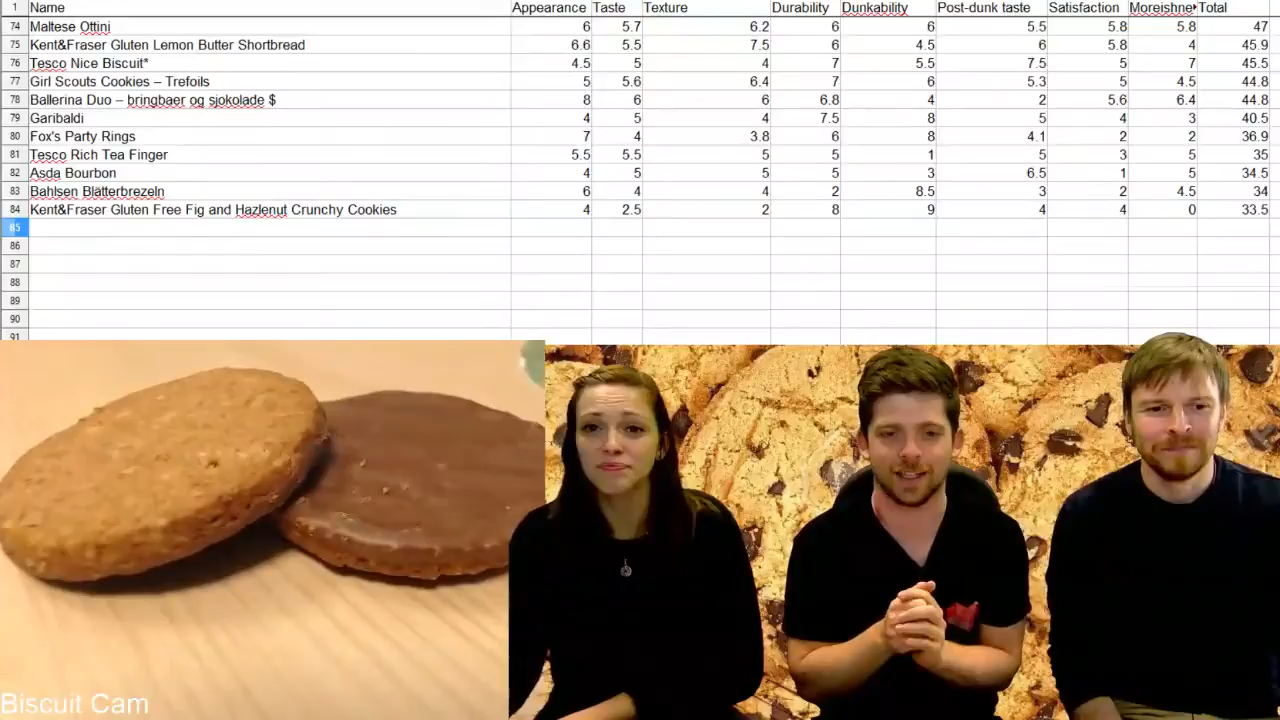 1 Name Appearance Taste Texture Durability Dunkability Post-dunk taste Satisfaction Moreishne Total
74 Maltese Ottini 6 5.7 6.2 6 6 5.5 5.8 5.8 47
75 Kent&Fraser Gluten Lemon Butter Shortbread 6.6 5.5 7.5 6 4.5 6 5.8 4 45.9
76 Tesco Nice Biscuit* 4.5 5 4 7 5.5 7.5 5 7 45.5
77 Girl Scouts Cookies – Trefoils 5 5.6 6.4 7 6 5.3 5 4.5 44.8
78 Ballerina Duo – bringbaer og sjokolade $ 8 6 6 6.8 4 2 5.6 6.4 44.8
79 Garibaldi 4 5 4 7.5 8 5 4 3 40.5
80 Fox's Party Rings 7 4 3.8 6 8 4.1 2 2 36.9
81 Tesco Rich Tea Finger 5.5 5.5 5 5 1 5 3 5 35
82 Asda Bourbon 4 5 5 5 3 6.5 1 5 34.5
83 Bahlsen Blätterbrezeln 6 4 4 2 8.5 3 2 4.5 34
84 Kent&Fraser Gluten Free Fig and Hazlenut Crunchy Cookies 4 2.5 2 8 9 4 4 0 33.5
85
86
87
88
89
90
91
Biscuit Cam